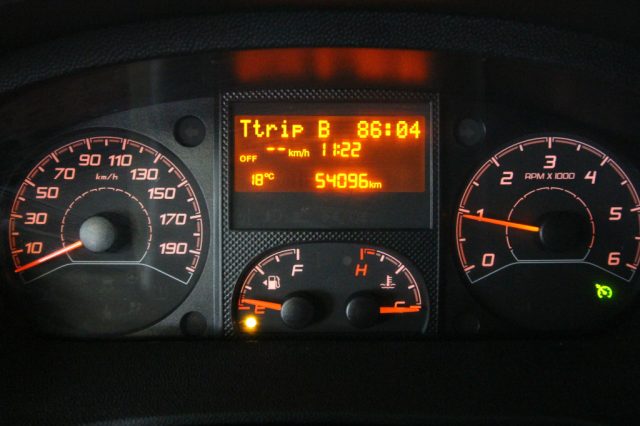 Ttrip B 86:04
-- km/h 11:22
OFF
18°C 54096km
10 30 50 70 90 110 130 150 170 190
km/h
0 1 2 3 4 5 6
RPM X 1000
F
E
H
C